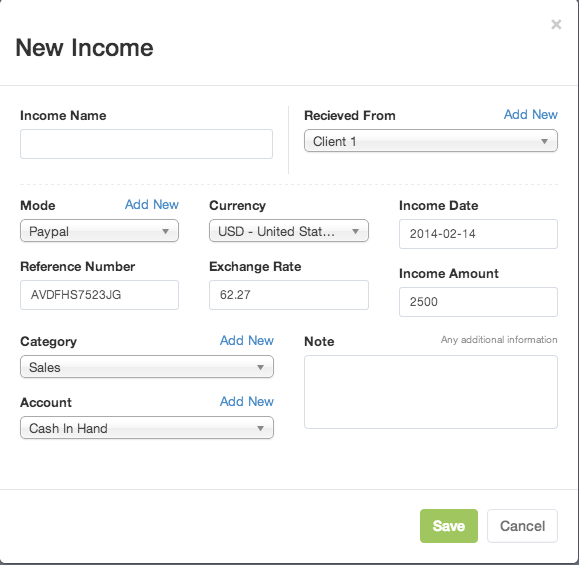 ×
New Income
Income Name
Recieved From Add New
Client 1
Mode Add New Currency Income Date
Paypal USD - United Stat... 2014-02-14
Reference Number Exchange Rate Income Amount
AVDFHS7523JG 62.27 2500
Category Add New Note Any additional information
Sales
Account Add New
Cash In Hand
Save Cancel